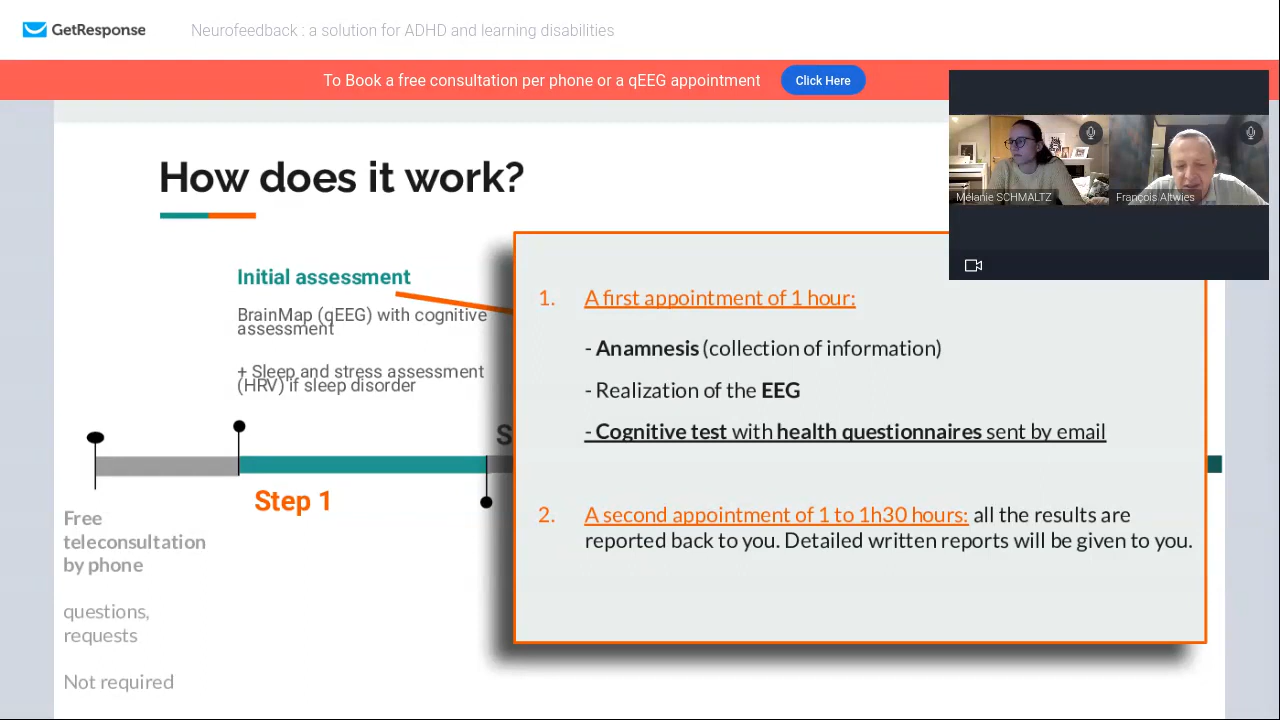 GetResponse
Neurofeedback : a solution for ADHD and learning disabilities
To Book a free consultation per phone or a qEEG appointment
Click Here
Mélanie SCHMALTZ
François Altwies
How does it work?
Initial assessment
BrainMap (qEEG) with cognitive
assessment
+ Sleep and stress assessment
(HRV) if sleep disorder
S
Step 1
Free
teleconsultation
by phone
questions,
requests
Not required
1. A first appointment of 1 hour:
- Anamnesis (collection of information)
- Realization of the EEG
- Cognitive test with health questionnaires sent by email
2. A second appointment of 1 to 1h30 hours: all the results are
reported back to you. Detailed written reports will be given to you.